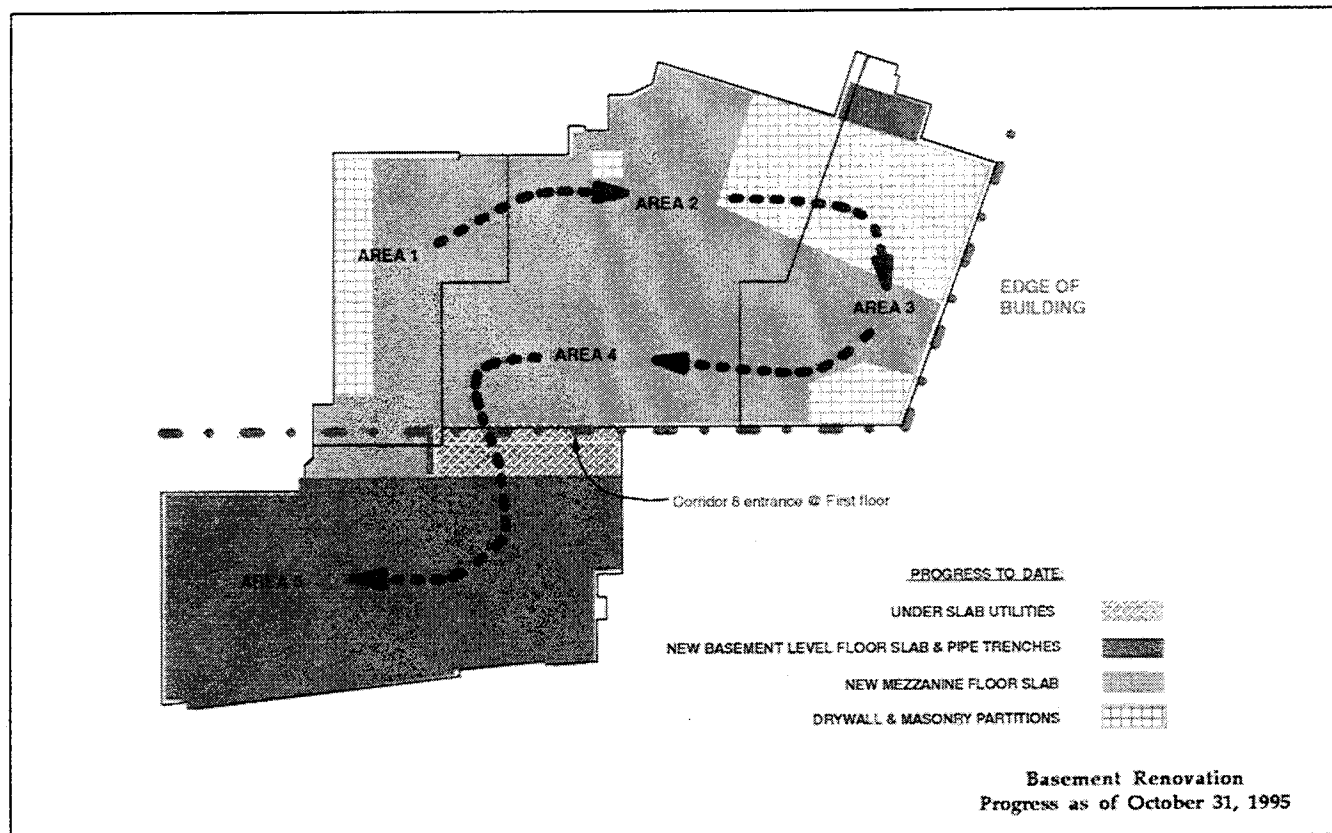 AREA 2
AREA 1
EDGE OF
BUILDING
AREA 3
AREA 4
Corridor 8 entrance @ First floor
AREA 5
PROGRESS TO DATE:
UNDER SLAB UTILITIES
NEW BASEMENT LEVEL FLOOR SLAB & PIPE TRENCHES
NEW MEZZANINE FLOOR SLAB
DRYWALL & MASONRY PARTITIONS
Basement Renovation
Progress as of October 31, 1995